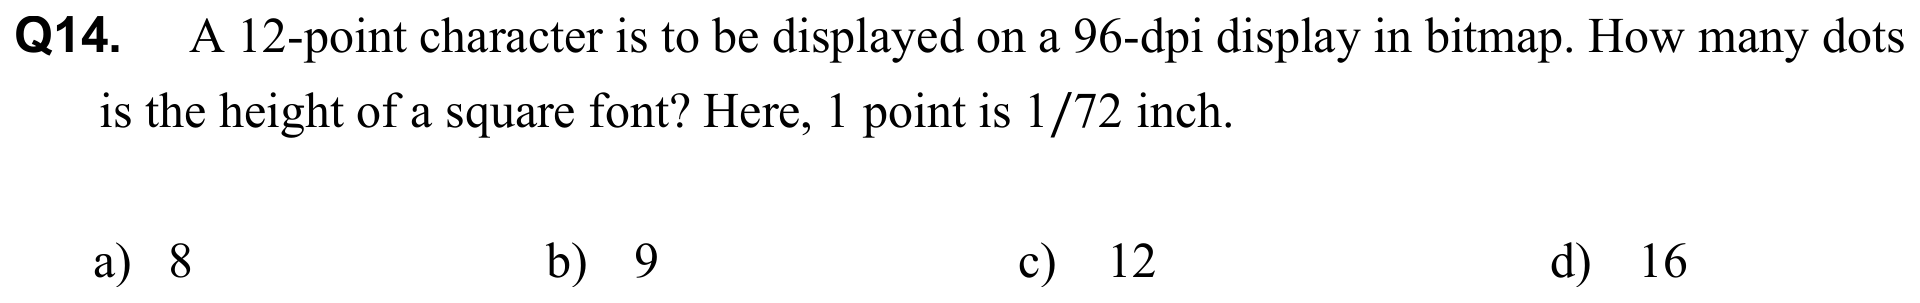 Q14. A 12-point character is to be displayed on a 96-dpi display in bitmap. How many dots
is the height of a square font? Here, 1 point is 1/72 inch.
a) 8 b) 9 c) 12 d) 16